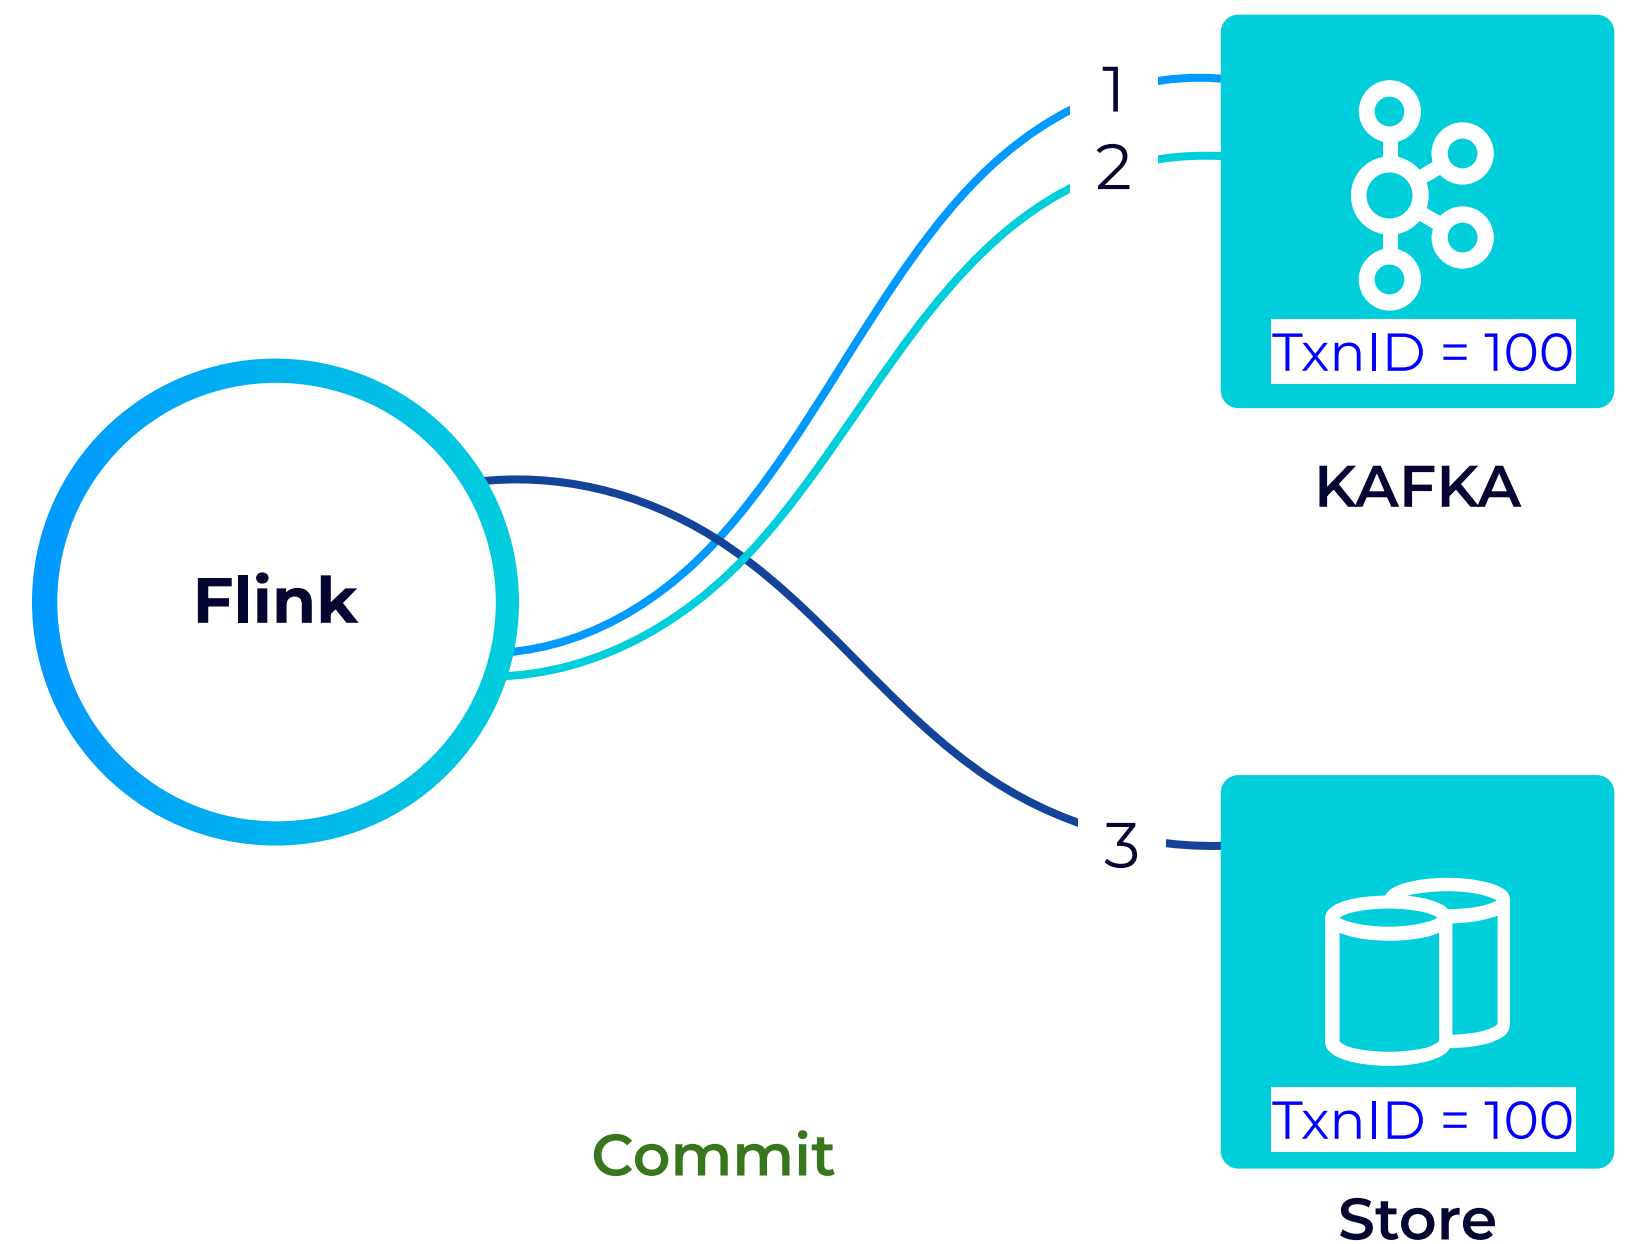 1
2
TxnID = 100
KAFKA
Flink
3
TxnID = 100
Commit
Store